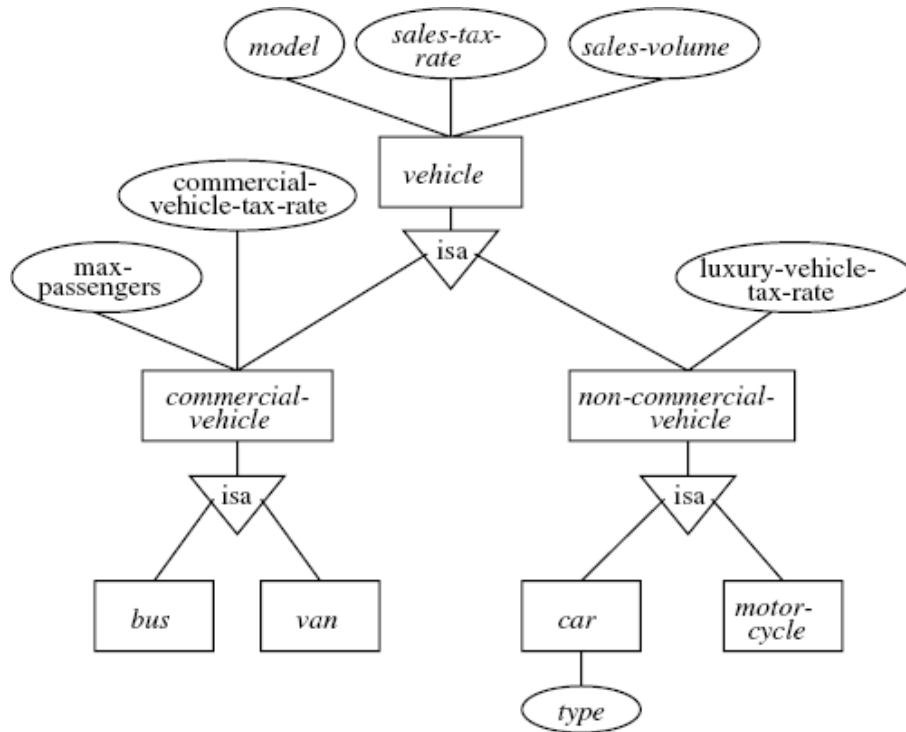 model
sales-tax-
rate
sales-volume
vehicle
commercial-
vehicle-tax-rate
isa
max-
passengers
luxury-vehicle-
tax-rate
commercial-
vehicle
non-commercial-
vehicle
isa
isa
bus
van
car
motor-
cycle
type